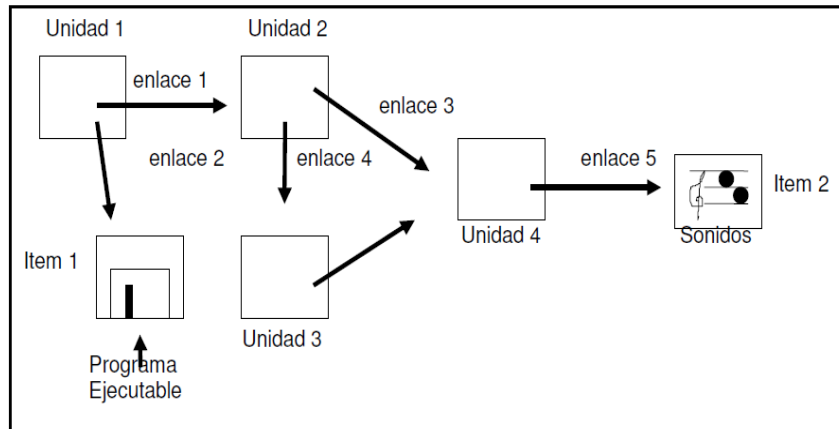 Unidad 1
Unidad 2
enlace 1
enlace 3
enlace 2
enlace 4
enlace 5
Item 2
Unidad 4
Sonidos
Item 1
Unidad 3
Programa
Ejecutable